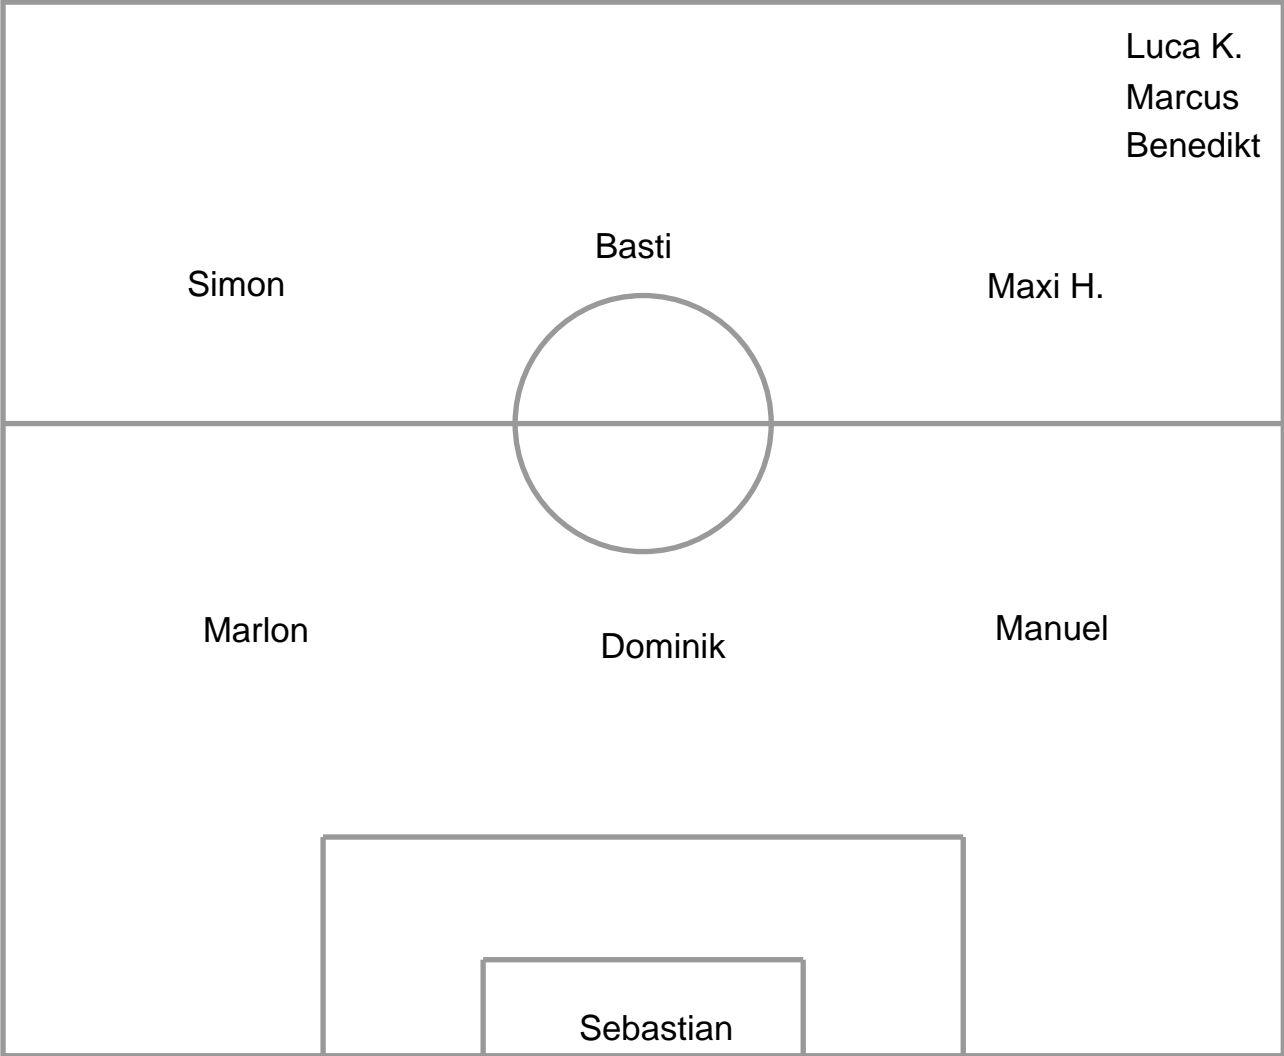 Luca K.
Marcus
Benedikt
Basti
Simon
Maxi H.
Marlon
Dominik
Manuel
Sebastian